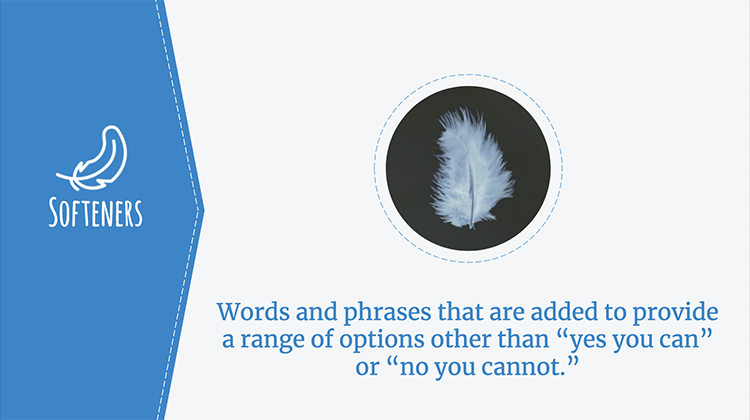 SOFTENERS
Words and phrases that are added to provide
a range of options other than “yes you can”
or “no you cannot.”